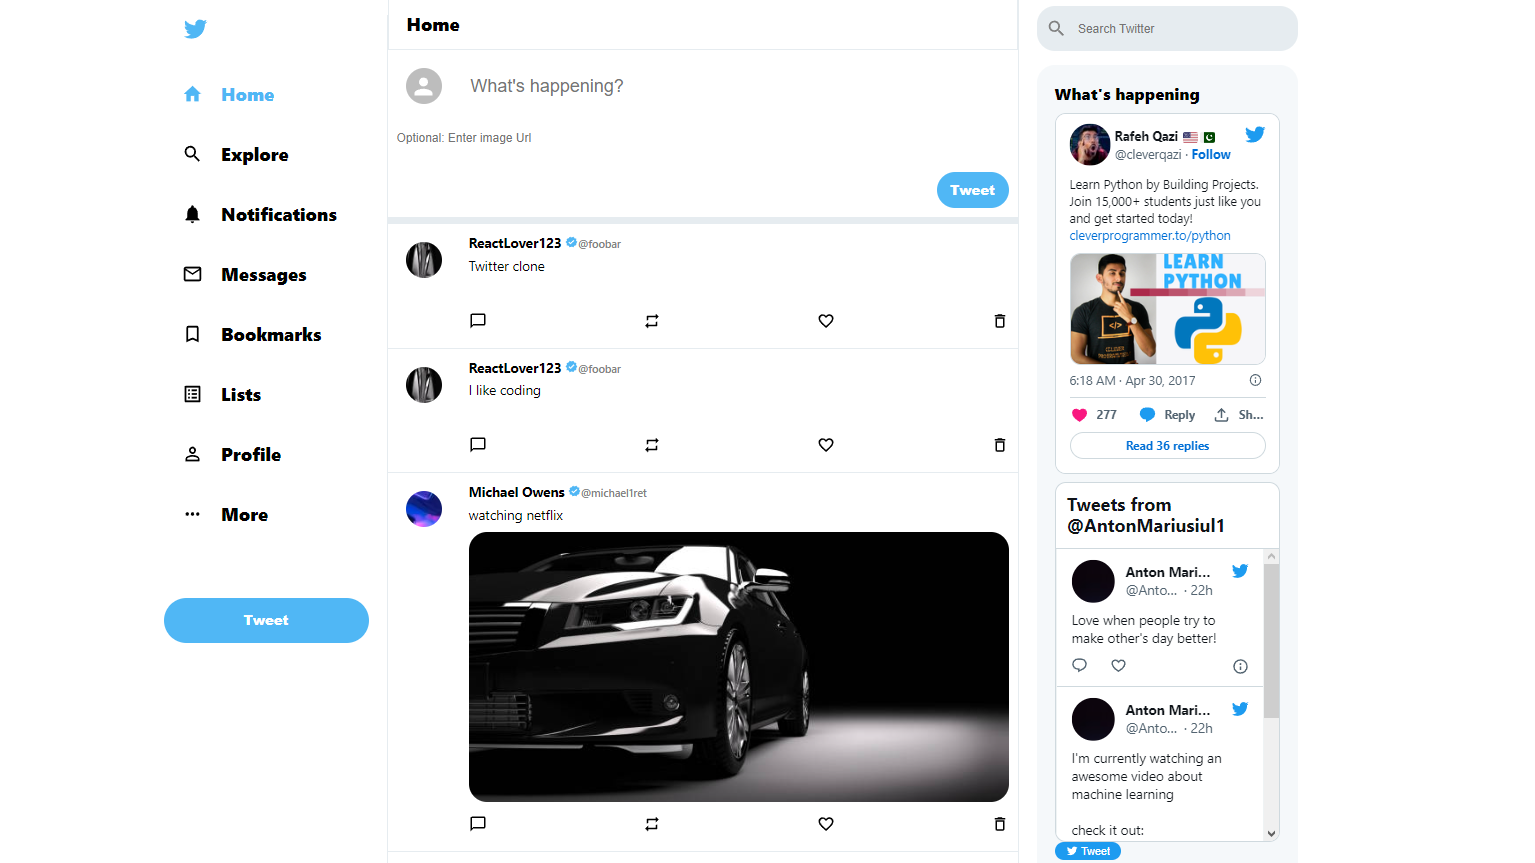 Home
Explore
Notifications
Messages
Bookmarks
Lists
Profile
More
Tweet
Home
What's happening?
Optional: Enter image Url
Tweet
ReactLover123 @foobar
Twitter clone
ReactLover123 @foobar
I like coding
Michael Owens @michael1ret
watching netflix
Search Twitter
What's happening
Rafeh Qazi
@cleverqazi · Follow
Learn Python by Building Projects.
Join 15,000+ students just like you
and get started today!
cleverprogrammer.to/python
LEARN
PYTHON
6:18 AM · Apr 30, 2017
277 Reply Sh...
Read 36 replies
Tweets from
@AntonMariusiul1
Anton Mari...
@Anto... · 22h
Love when people try to
make other's day better!
Anton Mari...
@Anto... · 22h
I'm currently watching an
awesome video about
machine learning
check it out:
Tweet